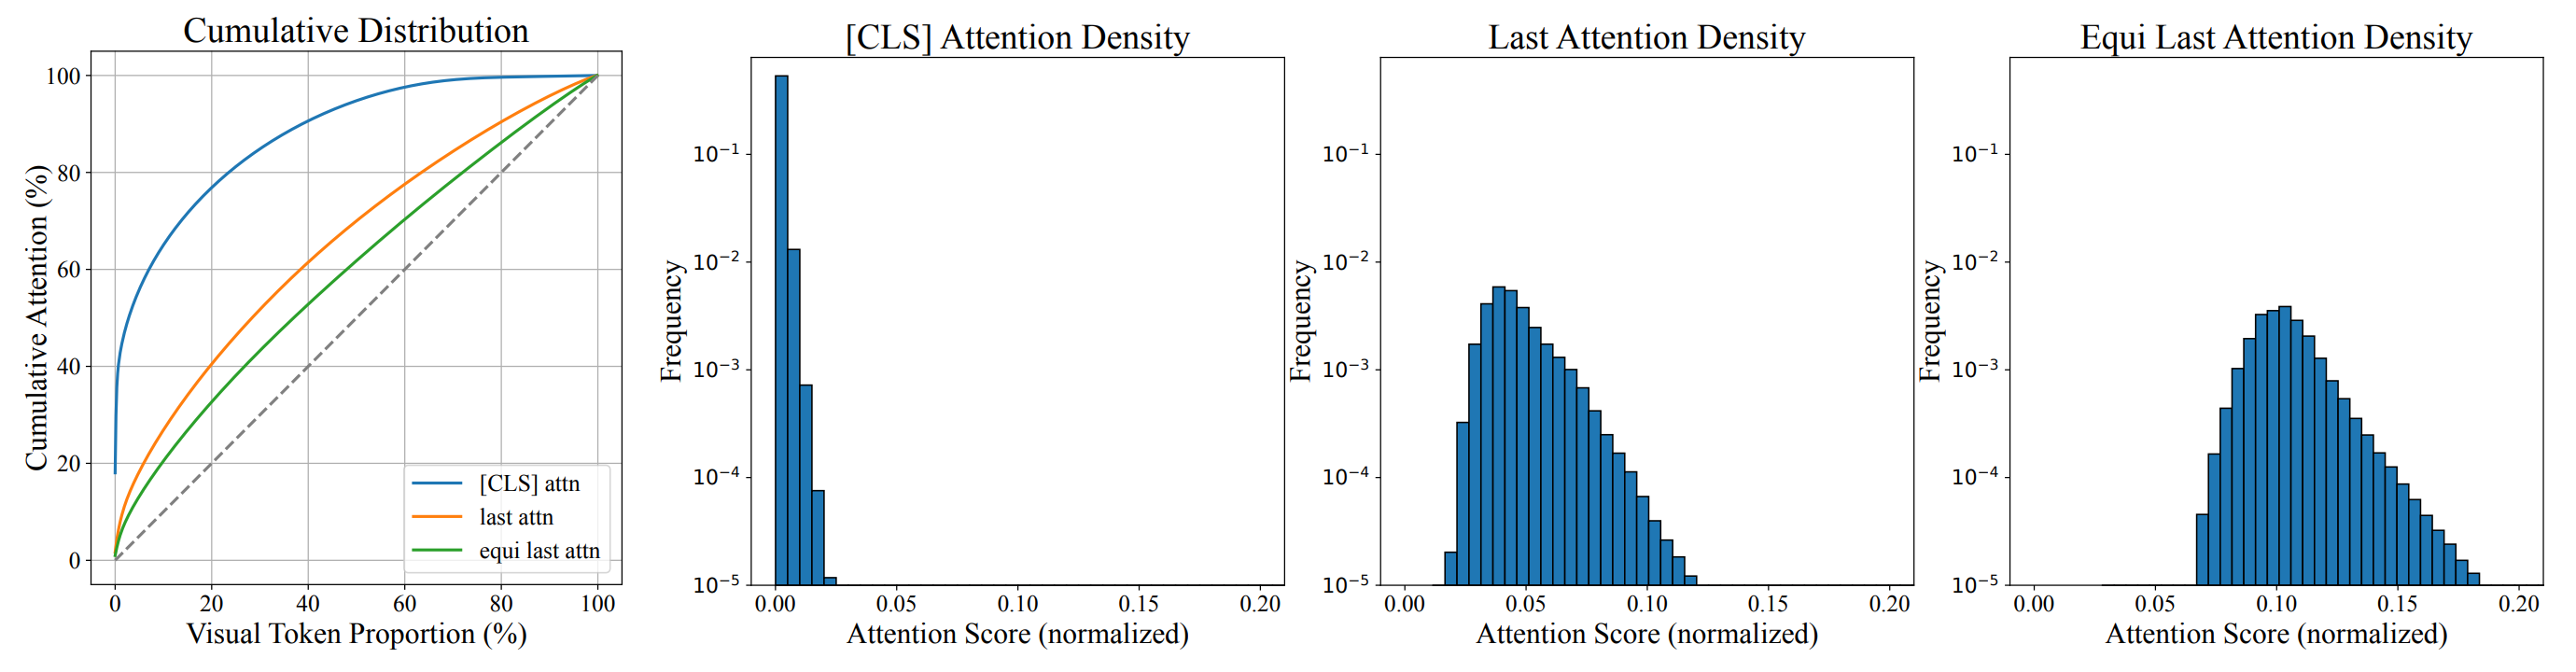 Cumulative Distribution
Cumulative Attention (%)
100
80
60
40
20
0
[CLS] attn
last attn
equi last attn
0 20 40 60 80 100
Visual Token Proportion (%)
[CLS] Attention Density
Frequency
10⁻¹
10⁻²
10⁻³
10⁻⁴
10⁻⁵
0.00 0.05 0.10 0.15 0.20
Attention Score (normalized)
Last Attention Density
Frequency
10⁻¹
10⁻²
10⁻³
10⁻⁴
10⁻⁵
0.00 0.05 0.10 0.15 0.20
Attention Score (normalized)
Equi Last Attention Density
Frequency
10⁻¹
10⁻²
10⁻³
10⁻⁴
10⁻⁵
0.00 0.05 0.10 0.15 0.20
Attention Score (normalized)